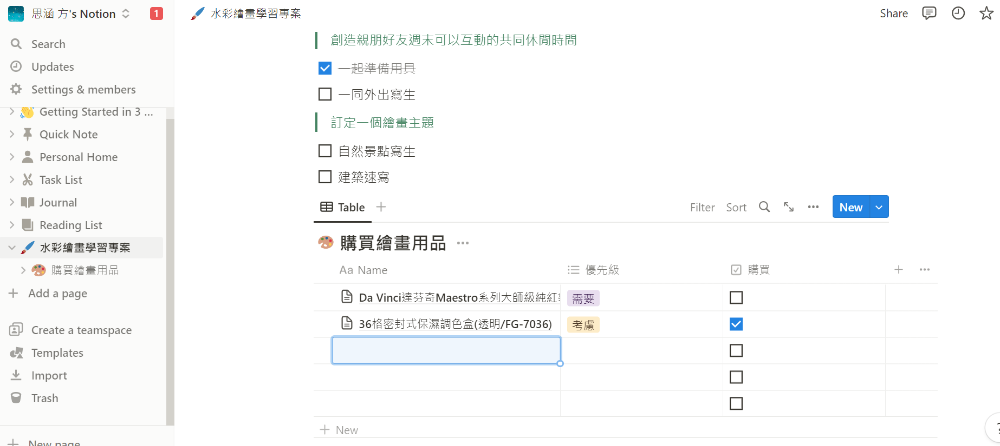 思涵 方's Notion
1
Search
Updates
Settings & members
Getting Started in 3 ...
Quick Note
Personal Home
Task List
Journal
Reading List
水彩繪畫學習專案
購買繪畫用品
Add a page
Create a teamspace
Templates
Import
Trash
New page
水彩繪畫學習專案
Share
創造親朋好友週末可以互動的共同休閒時間
一起準備用具
一同外出寫生
訂定一個繪畫主題
自然景點寫生
建築速寫
Table
Filter Sort New
購買繪畫用品
Aa Name 優先級 購買
Da Vinci達芬奇Maestro系列大師級純紅 需要
36格密封式保濕調色盒(透明/FG-7036) 考慮
New